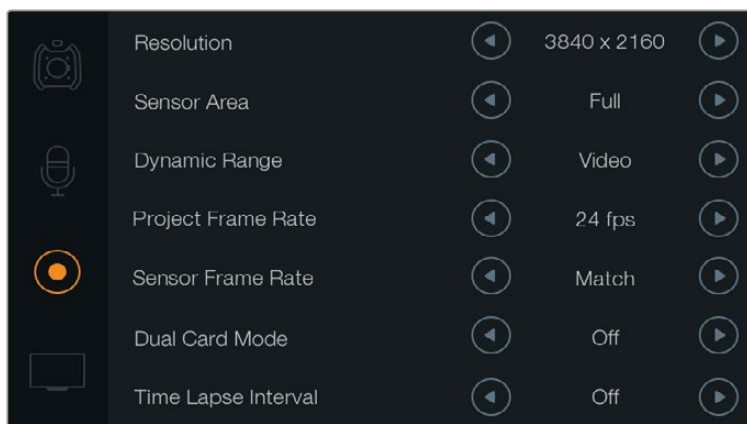 Resolution 3840 x 2160
Sensor Area Full
Dynamic Range Video
Project Frame Rate 24 fps
Sensor Frame Rate Match
Dual Card Mode Off
Time Lapse Interval Off